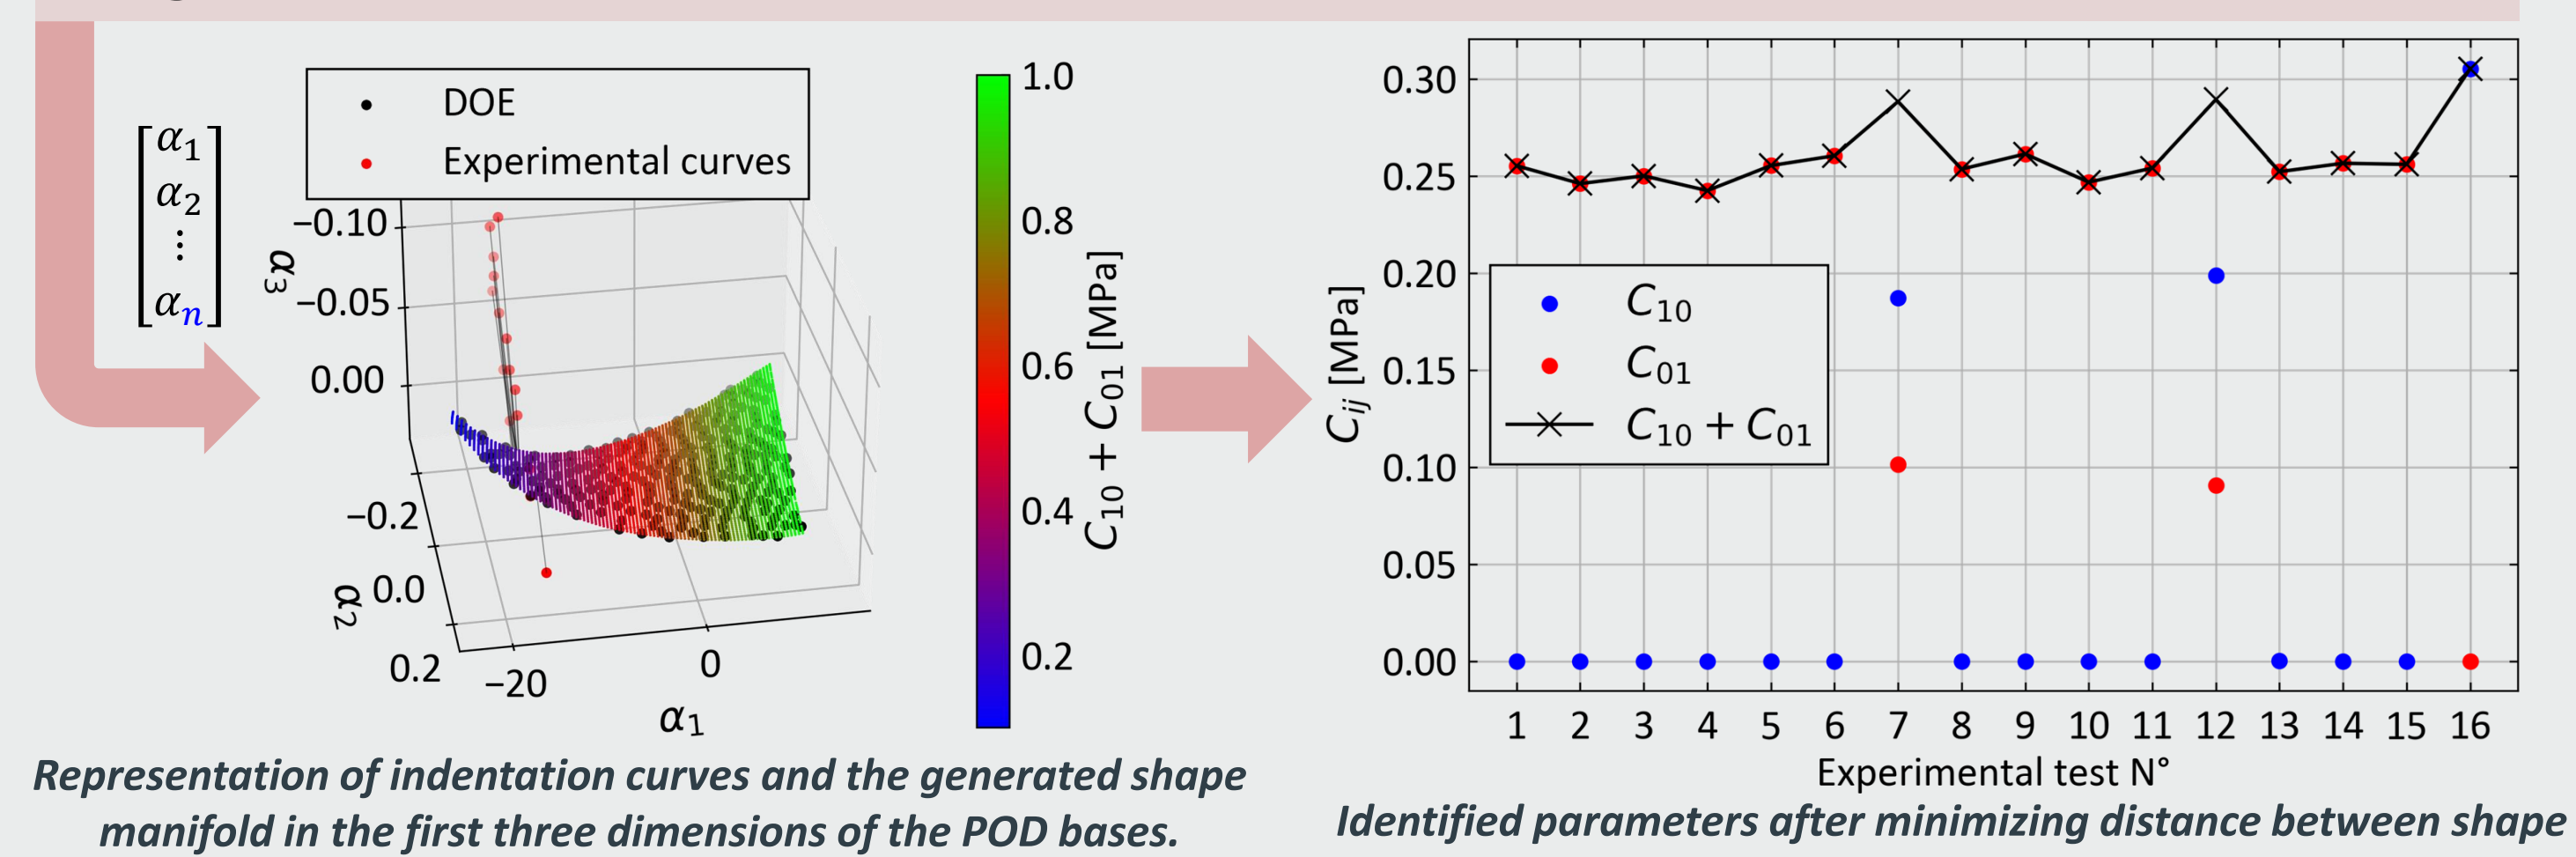 DOE
Experimental curves
α1
α2
⋮
αn
−0.10
−0.05
0.00
α3
−0.2
0.0
0.2
α2
−20
0
α1
1.0
0.8
0.6
0.4
0.2
C10 + C01 [MPa]
Representation of indentation curves and the generated shape
manifold in the first three dimensions of the POD bases.
0.30
0.25
0.20
0.15
0.10
0.05
0.00
Cij [MPa]
C10
C01
C10 + C01
1 2 3 4 5 6 7 8 9 10 11 12 13 14 15 16
Experimental test N°
Identified parameters after minimizing distance between shape